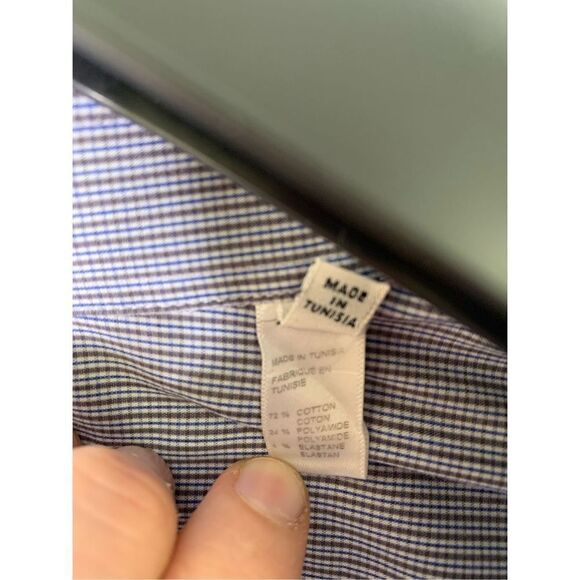 MADE
IN
TUNISIA
MADE IN TUNISIA
FABRIQUE EN
TUNISIE
72 % COTTON
COTON
24 % POLYAMIDE
POLYAMIDE
4 % ELASTANE
ELASTAN